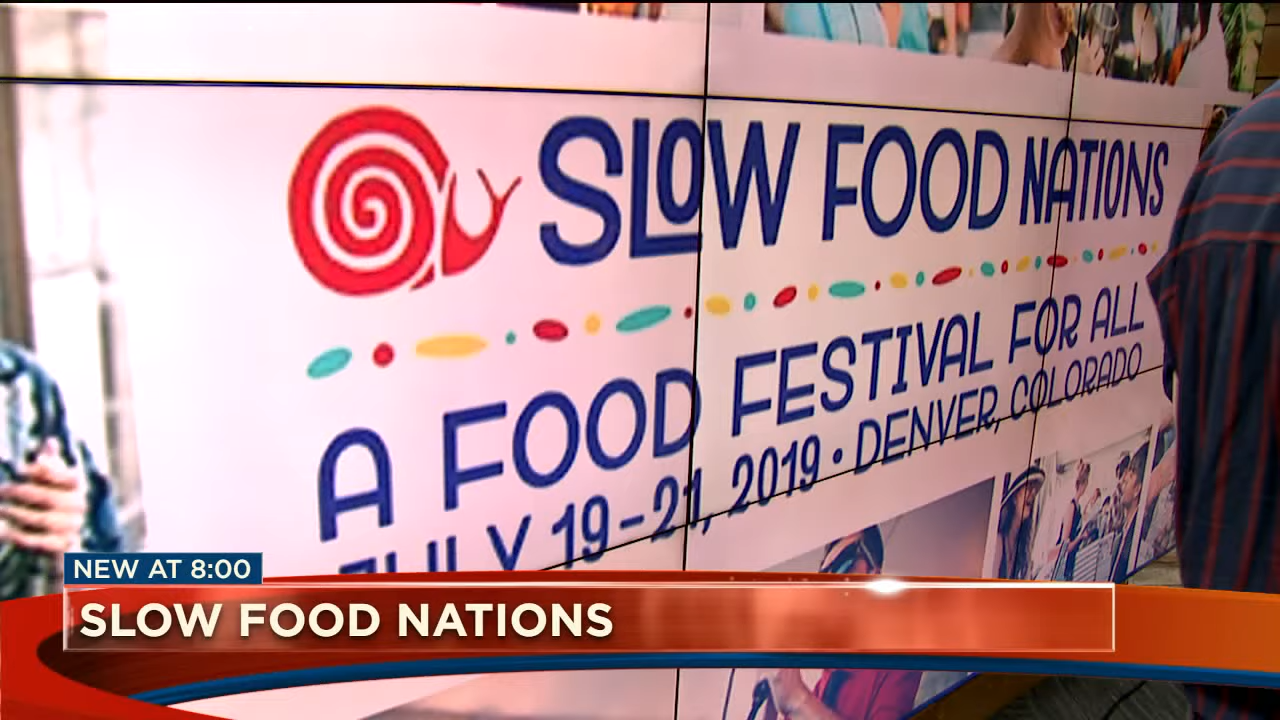 SLOW FOOD NATIONS
A FOOD FESTIVAL FOR ALL
JULY 19-21, 2019 • DENVER, COLORADO
NEW AT 8:00
SLOW FOOD NATIONS